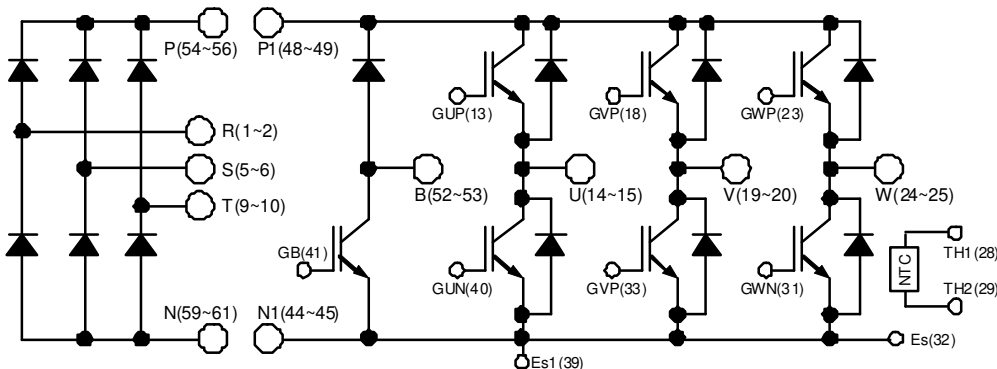 P(54~56)
P1(48~49)
GUP(13)
GVP(18)
GWP(23)
R(1~2)
S(5~6)
T(9~10)
B(52~53)
U(14~15)
V(19~20)
W(24~25)
GB(41)
GUN(40)
GVP(33)
GWN(31)
NTC
TH1(28)
TH2(29)
N(59~61)
N1(44~45)
Es(32)
Es1(39)